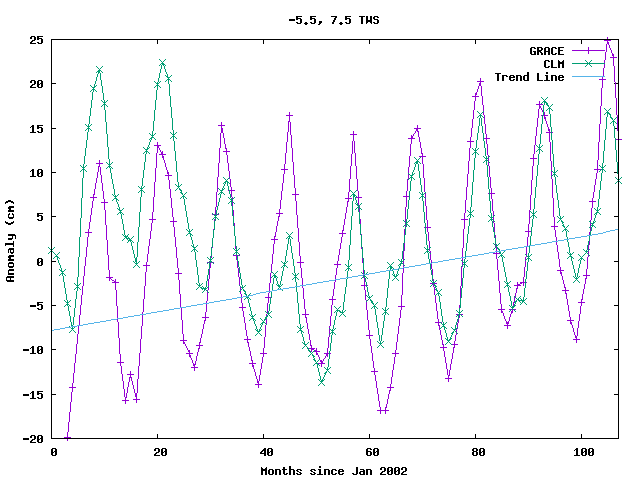 -5.5, 7.5 TWS
GRACE
CLM
Trend Line
25
20
15
10
5
0
-5
-10
-15
-20
Anomaly (cm)
0 20 40 60 80 100
Months since Jan 2002